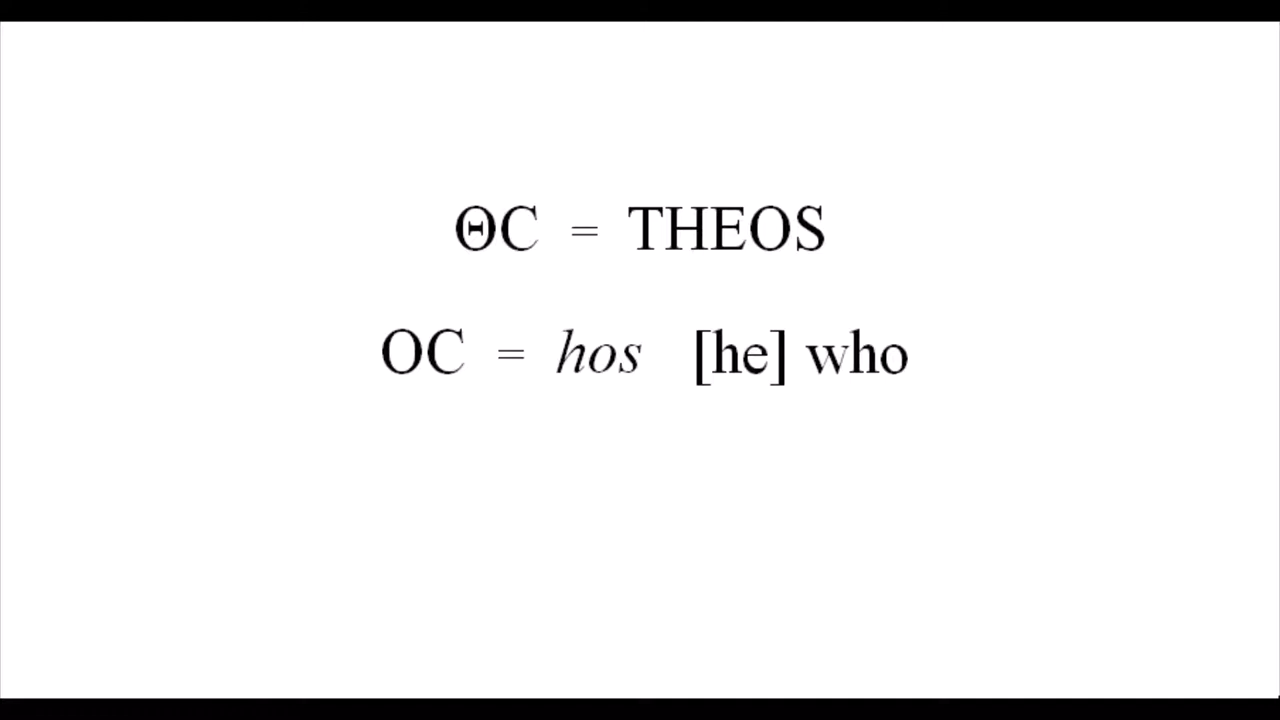 ΘC = THEOS
OC = hos [he] who